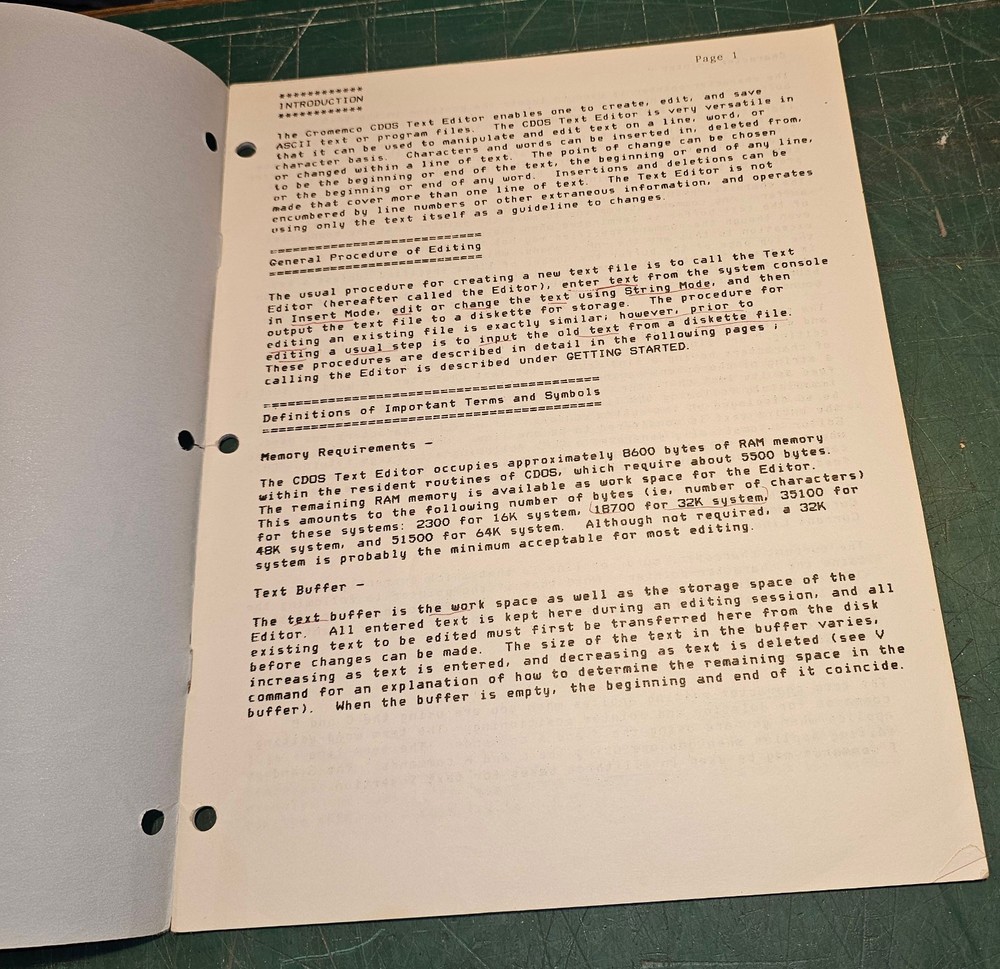 Page 1
************
INTRODUCTION
************
The Cromemco CDOS Text Editor enables one to create, edit, and save
ASCII text or program files.  The CDOS Text Editor is very versatile in
that it can be used to manipulate and edit text on a line, word, or
character basis.  Characters and words can be inserted in, deleted from,
or changed within a line of text.  The point of change can be chosen
to be the beginning or end of the text, the beginning or end of any line,
or the beginning or end of any word.  Insertions and deletions can be
made that cover more than one line of text.  The Text Editor is not
encumbered by line numbers or other extraneous information, and operates
using only the text itself as a guideline to changes.
============================
General Procedure of Editing
============================
The usual procedure for creating a new text file is to call the Text
Editor (hereafter called the Editor), enter text from the system console
in Insert Mode, edit or change the text using String Mode, and then
output the text file to a diskette for storage.  The procedure for
editing an existing file is exactly similar; however, prior to
editing a usual step is to input the old text from a diskette file.
These procedures are described in detail in the following pages ;
calling the Editor is described under GETTING STARTED.
==========================================
Definitions of Important Terms and Symbols
==========================================
Memory Requirements -
The CDOS Text Editor occupies approximately 8600 bytes of RAM memory
within the resident routines of CDOS, which require about 5500 bytes.
The remaining RAM memory is available as work space for the Editor.
This amounts to the following number of bytes (ie, number of characters)
for these systems: 2300 for 16K system, 18700 for 32K system, 35100 for
48K system, and 51500 for 64K system.  Although not required, a 32K
system is probably the minimum acceptable for most editing.
Text Buffer -
The text buffer is the work space as well as the storage space of the
Editor.  All entered text is kept here during an editing session, and all
existing text to be edited must first be transferred here from the disk
before changes can be made.  The size of the text in the buffer varies,
increasing as text is entered, and decreasing as text is deleted (see V
command for an explanation of how to determine the remaining space in the
buffer).  When the buffer is empty, the beginning and end of it coincide.